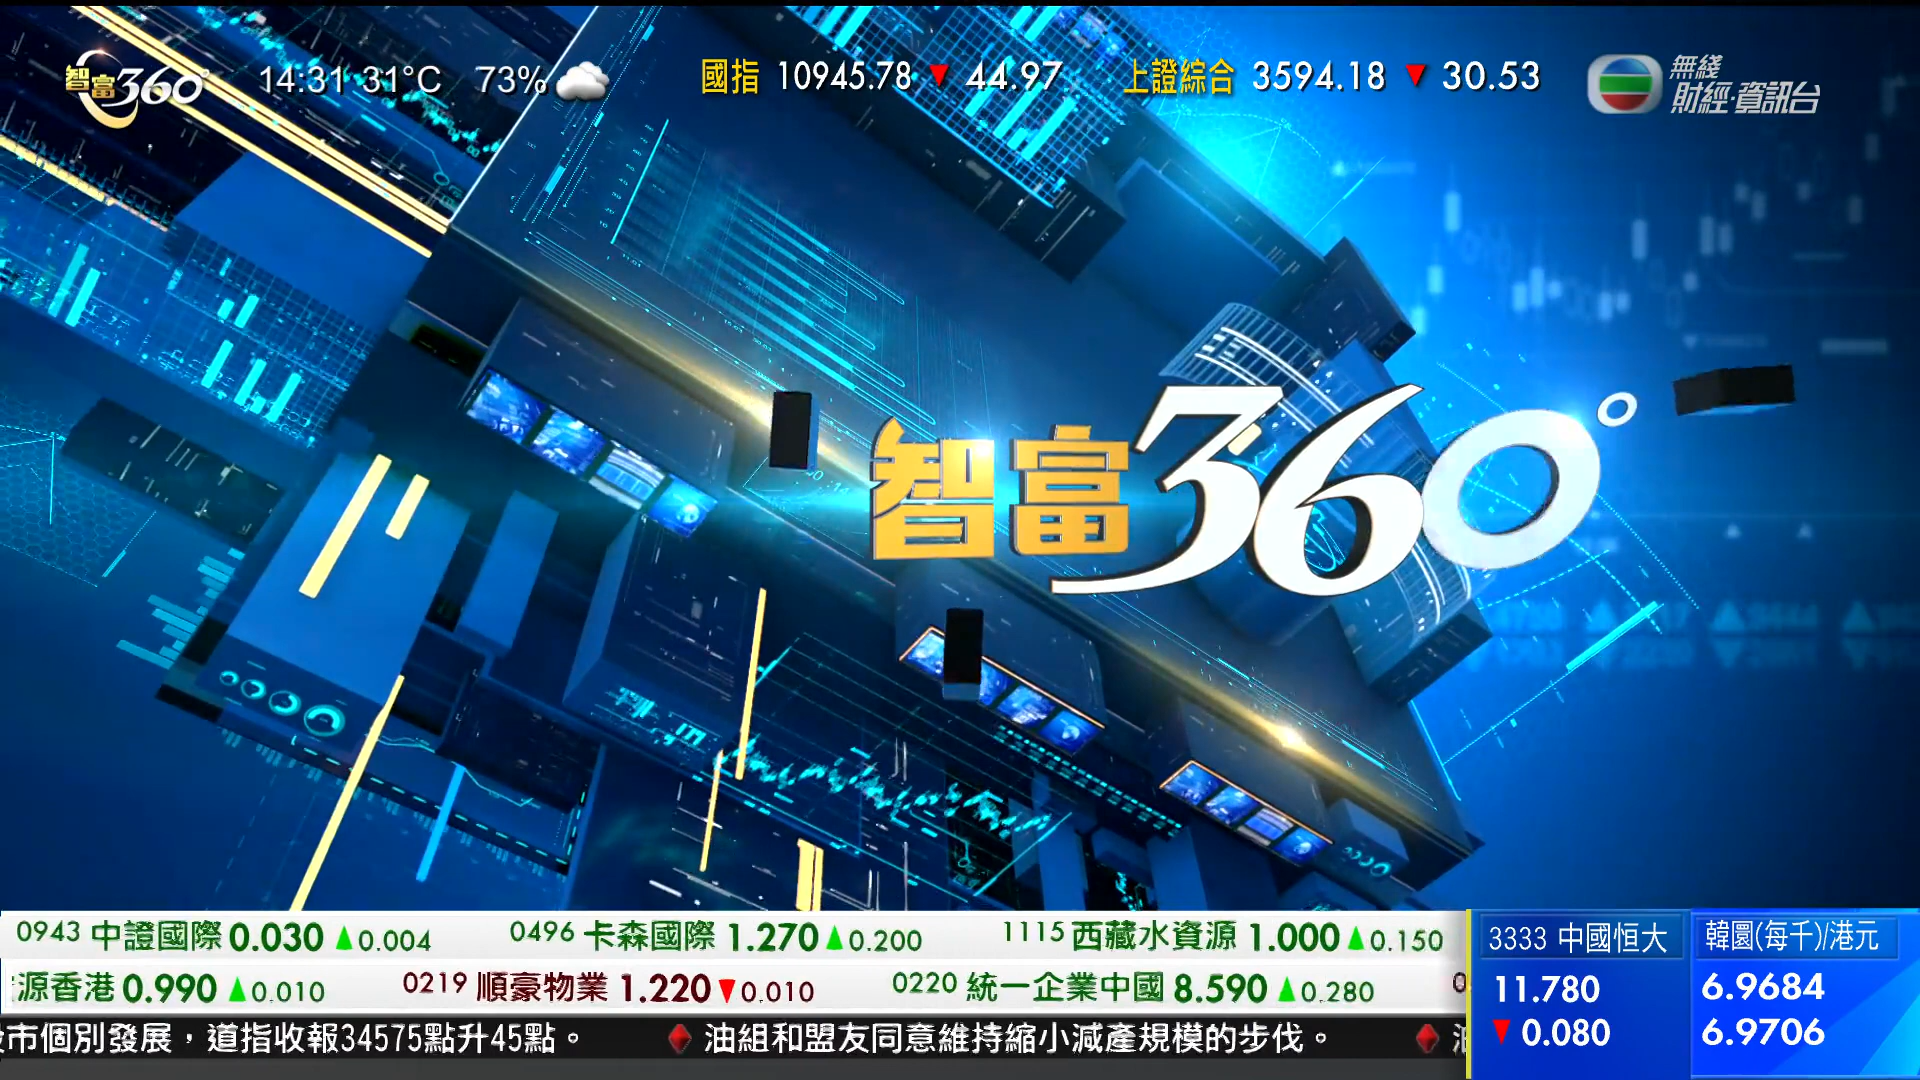 智富360°
14:31 31°C 73%
國指 10945.78 ▼ 44.97 上證綜合 3594.18 ▼ 30.53
無綫
財經·資訊台
智富360°
0943 中證國際 0.030 ▲ 0.004 0496 卡森國際 1.270 ▲ 0.200 1115 西藏水資源 1.000 ▲ 0.150
源香港 0.990 ▲ 0.010 0219 順豪物業 1.220 ▼ 0.010 0220 統一企業中國 8.590 ▲ 0.280
市個別發展，道指收報34575點升45點。 油組和盟友同意維持縮小減產規模的步伐。
3333 中國恒大
11.780
▼ 0.080
韓圜(每千)/港元
6.9684
6.9706